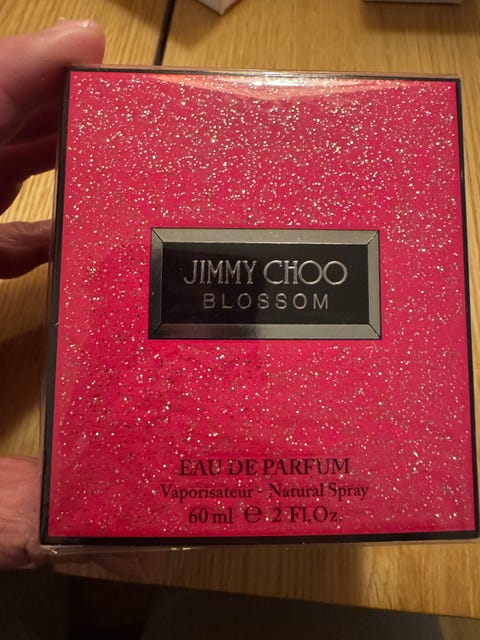 JIMMY CHOO
BLOSSOM
EAU DE PARFUM
Vaporisateur - Natural Spray
60 ml ℮ 2 Fl.Oz.